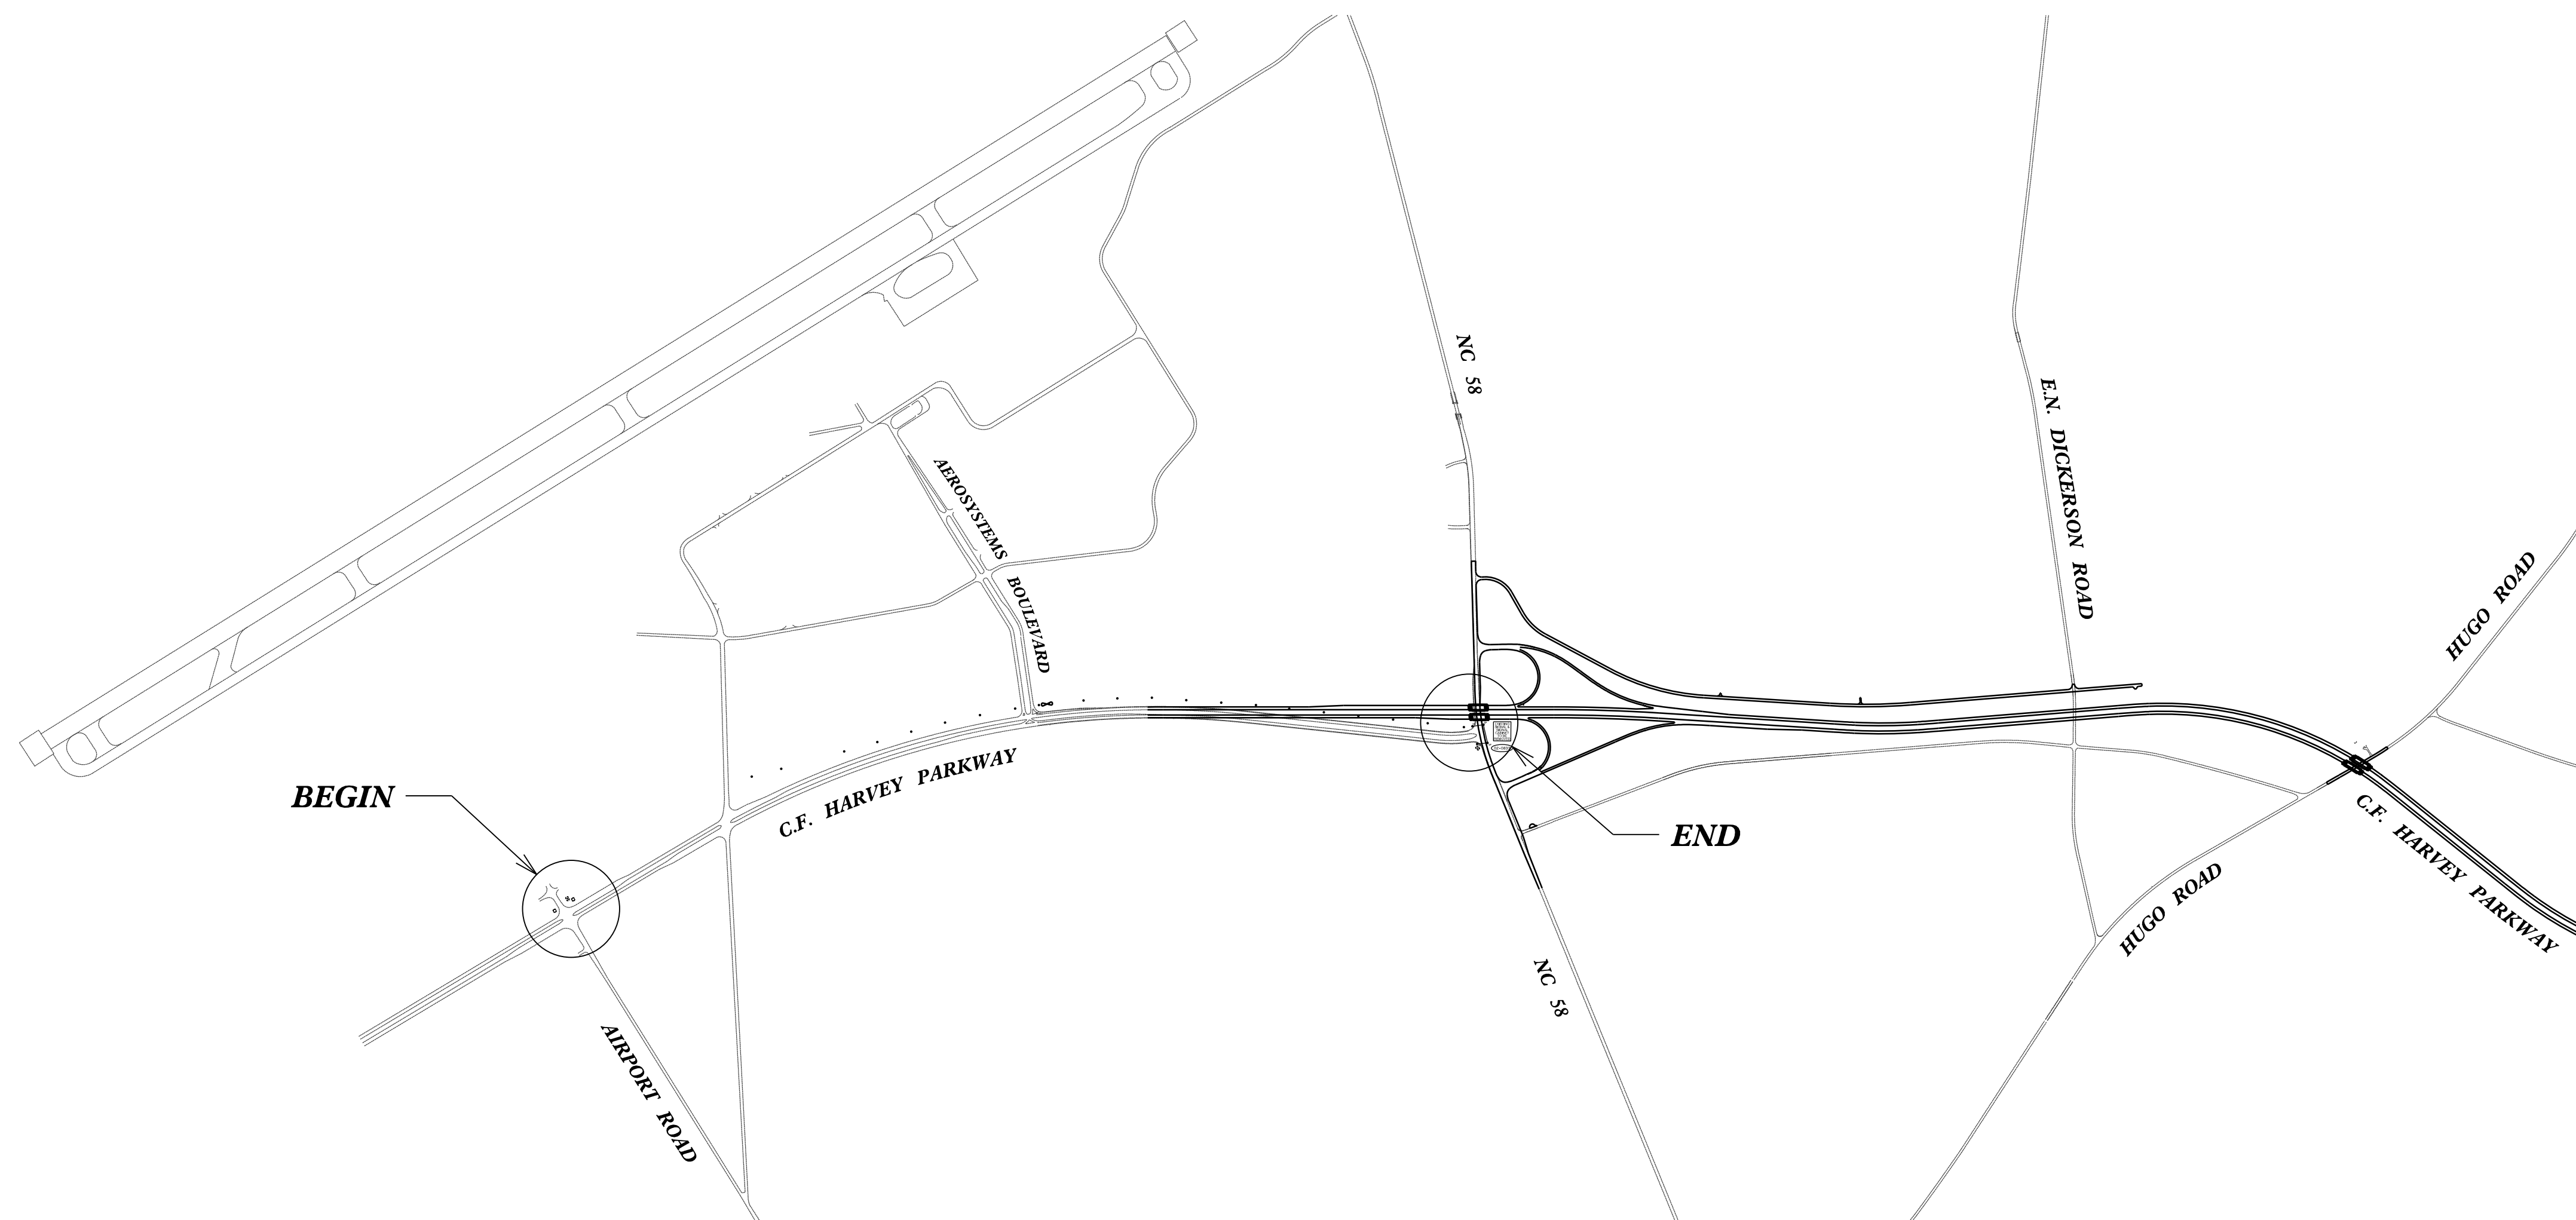 NC 58
E.N. DICKERSON ROAD
AEROSYSTEMS BOULEVARD
HUGO ROAD
C.F. HARVEY PARKWAY
BEGIN
END
C.F. HARVEY PARKWAY
HUGO ROAD
NC 58
AIRPORT ROAD